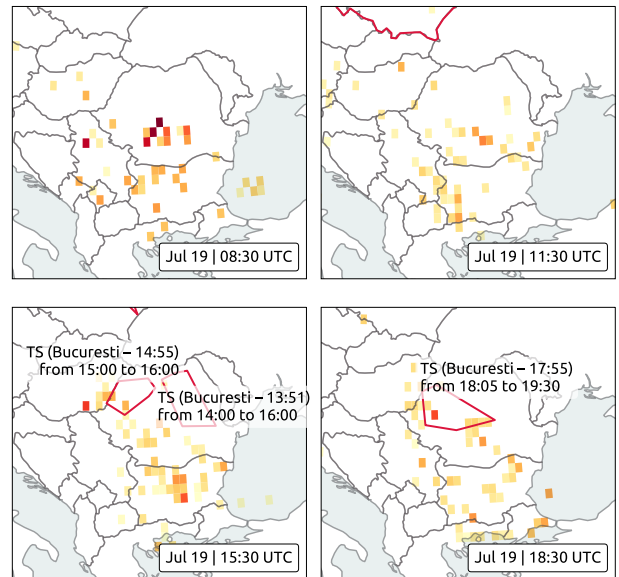 Jul 19 | 08:30 UTC
Jul 19 | 11:30 UTC
TS (Bucuresti – 14:55)
from 15:00 to 16:00
TS (Bucuresti – 13:51)
from 14:00 to 16:00
Jul 19 | 15:30 UTC
TS (Bucuresti – 17:55)
from 18:05 to 19:30
Jul 19 | 18:30 UTC